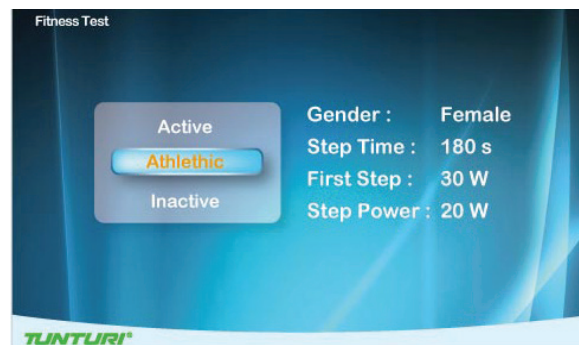 Fitness Test
Active
Athlethic
Inactive
Gender : Female
Step Time : 180 s
First Step : 30 W
Step Power : 20 W
TUNTURI®